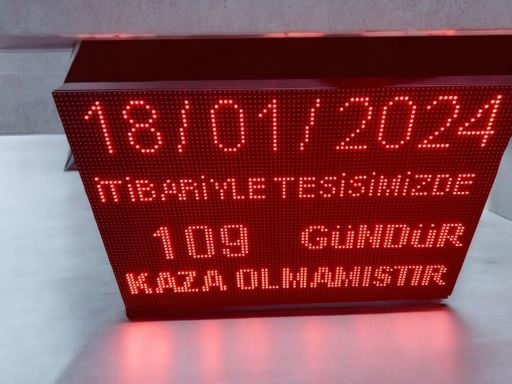 18/01/2024
İTİBARİYLE TESİSİMİZDE
109 GÜNDÜR
KAZA OLMAMIŞTIR